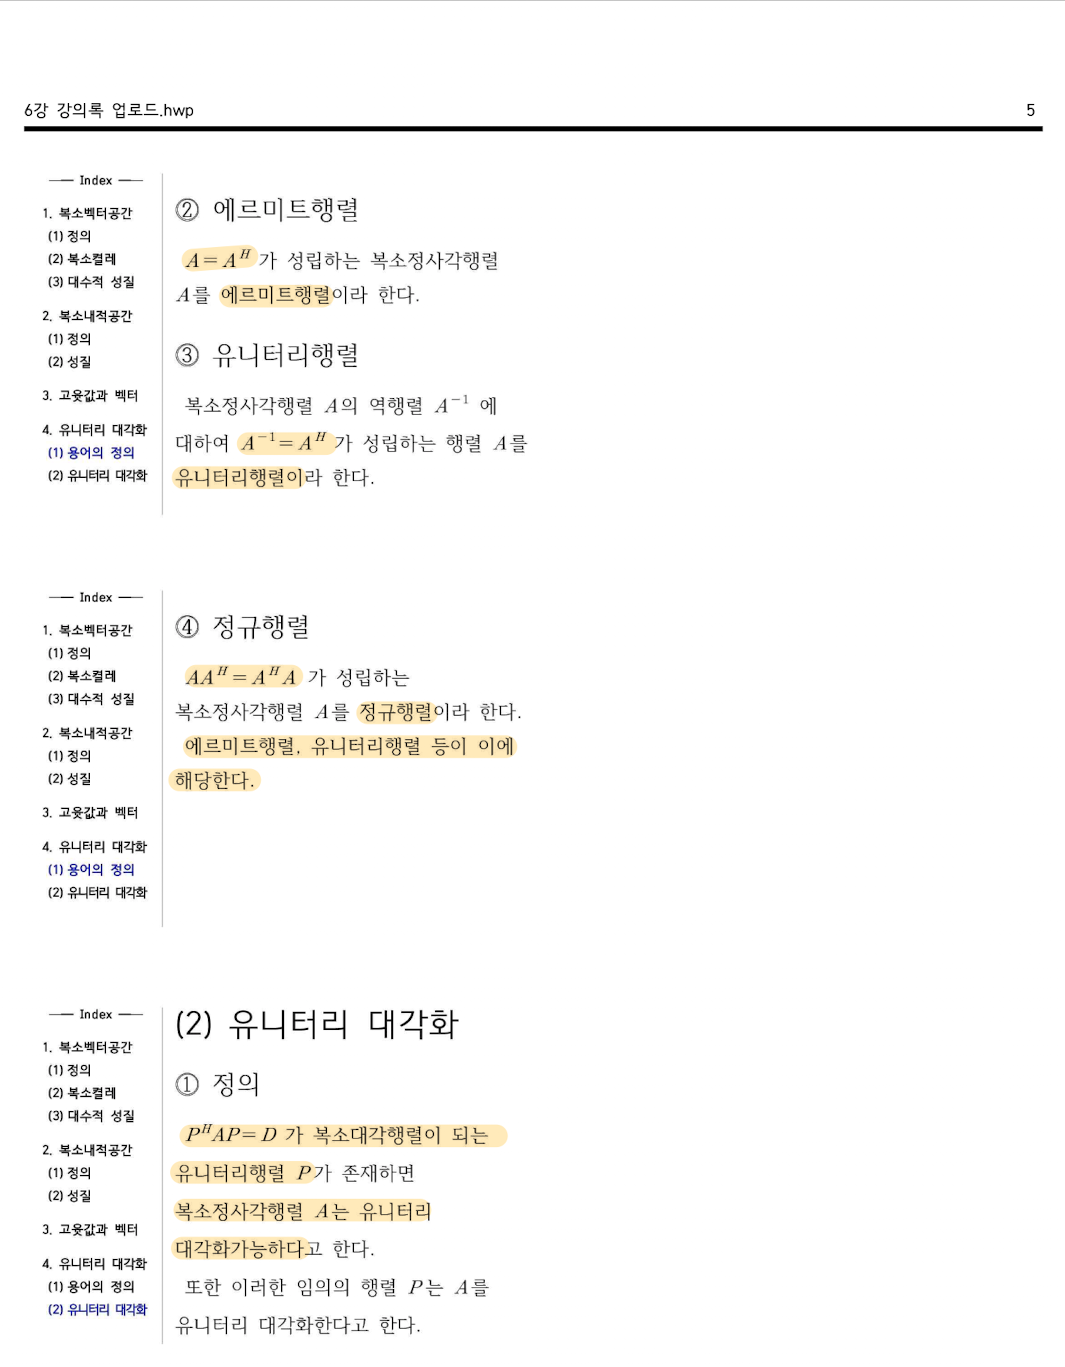 6강 강의록 업로드.hwp 5
Index
1. 복소벡터공간
(1) 정의
(2) 복소켤레
(3) 대수적 성질
2. 복소내적공간
(1) 정의
(2) 성질
3. 고윳값과 벡터
4. 유니터리 대각화
(1) 용어의 정의
(2) 유니터리 대각화
② 에르미트행렬
A = A^H 가 성립하는 복소정사각행렬
A를 에르미트행렬이라 한다.
③ 유니터리행렬
복소정사각행렬 A의 역행렬 A^{-1} 에
대하여 A^{-1} = A^H 가 성립하는 행렬 A를
유니터리행렬이라 한다.
Index
1. 복소벡터공간
(1) 정의
(2) 복소켤레
(3) 대수적 성질
2. 복소내적공간
(1) 정의
(2) 성질
3. 고윳값과 벡터
4. 유니터리 대각화
(1) 용어의 정의
(2) 유니터리 대각화
④ 정규행렬
AA^H = A^H A 가 성립하는
복소정사각행렬 A를 정규행렬이라 한다.
에르미트행렬, 유니터리행렬 등이 이에
해당한다.
Index
1. 복소벡터공간
(1) 정의
(2) 복소켤레
(3) 대수적 성질
2. 복소내적공간
(1) 정의
(2) 성질
3. 고윳값과 벡터
4. 유니터리 대각화
(1) 용어의 정의
(2) 유니터리 대각화
(2) 유니터리 대각화
① 정의
P^H AP = D 가 복소대각행렬이 되는
유니터리행렬 P가 존재하면
복소정사각행렬 A는 유니터리
대각화가능하다고 한다.
또한 이러한 임의의 행렬 P는 A를
유니터리 대각화한다고 한다.